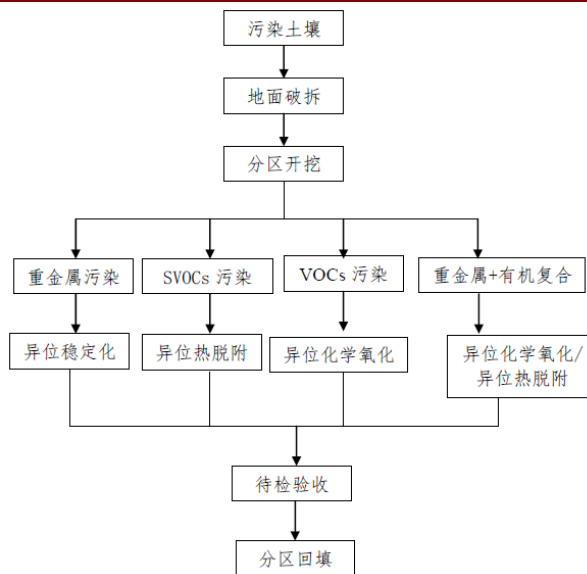 污染土壤
地面破拆
分区开挖
重金属污染
SVOCs 污染
VOCs 污染
重金属+有机复合
异位稳定化
异位热脱附
异位化学氧化
异位化学氧化/
异位热脱附
待检验收
分区回填